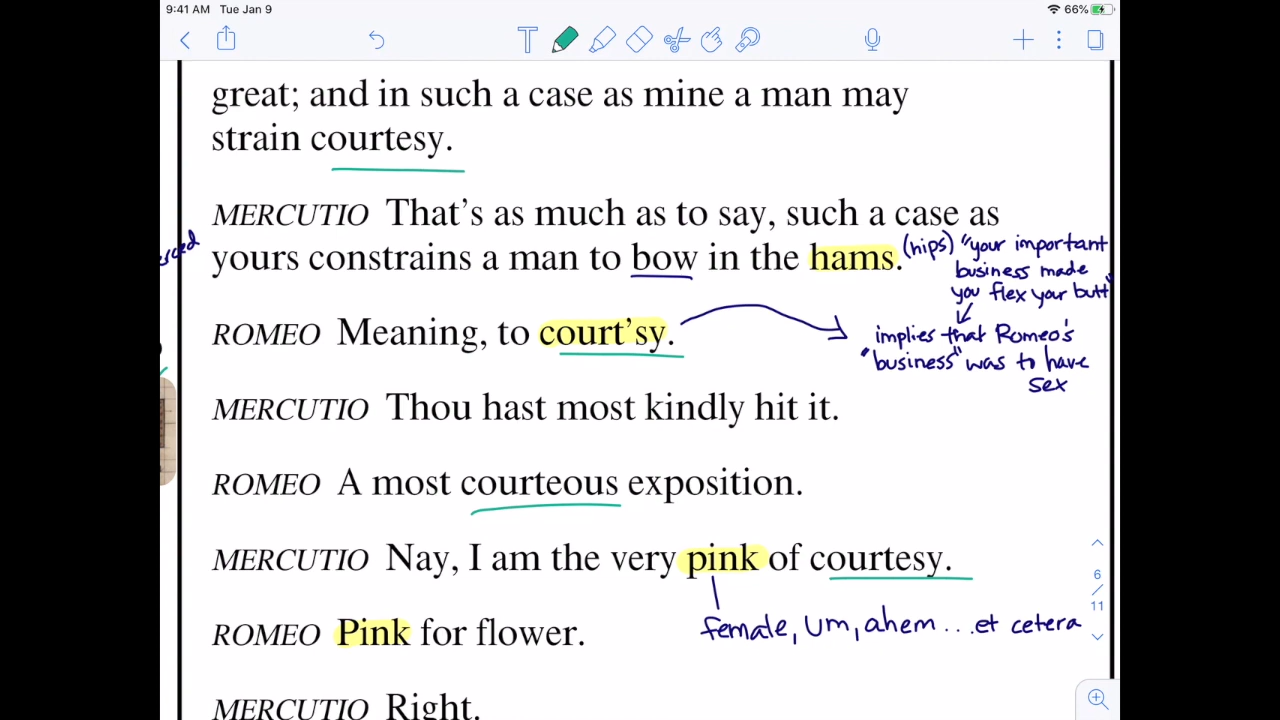 9:41 AM Tue Jan 9
66%
T
great; and in such a case as mine a man may
strain courtesy.
MERCUTIO That's as much as to say, such a case as
yours constrains a man to bow in the hams.
(hips) "your important
business made
you flex your butt"
ROMEO Meaning, to court'sy.
implies that Romeo's
"business" was to have
sex
MERCUTIO Thou hast most kindly hit it.
ROMEO A most courteous exposition.
MERCUTIO Nay, I am the very pink of courtesy.
female, um, ahem...et cetera
ROMEO Pink for flower.
MERCUTIO Right.
6
/
11